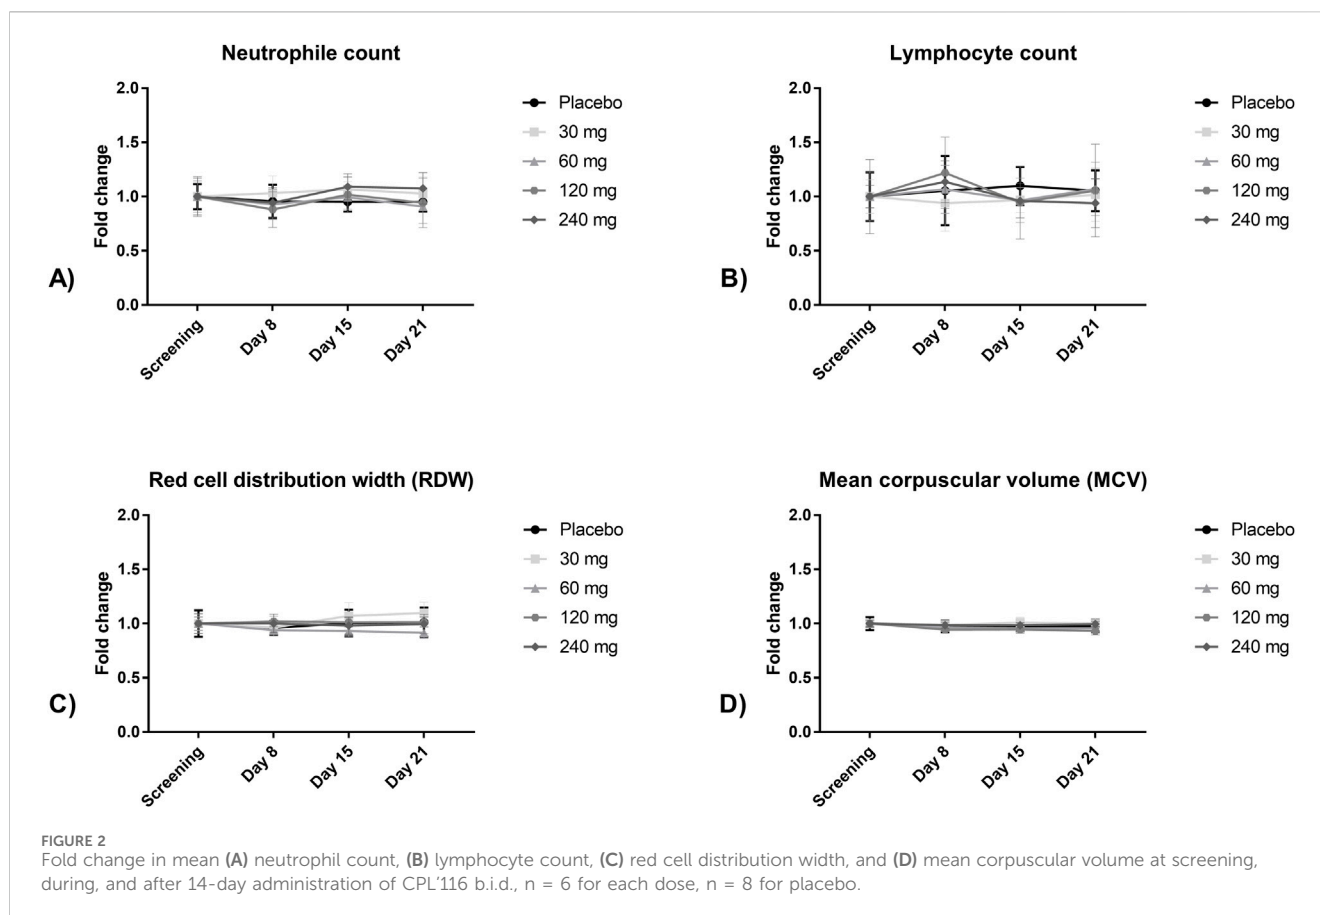 Neutrophile count
2.0
1.5
1.0
0.5
0.0
Fold change
A)
Screening
Day 8
Day 15
Day 21
Placebo
30 mg
60 mg
120 mg
240 mg
Lymphocyte count
2.0
1.5
1.0
0.5
0.0
Fold change
B)
Screening
Day 8
Day 15
Day 21
Placebo
30 mg
60 mg
120 mg
240 mg
Red cell distribution width (RDW)
2.0
1.5
1.0
0.5
0.0
Fold change
C)
Screening
Day 8
Day 15
Day 21
Placebo
30 mg
60 mg
120 mg
240 mg
Mean corpuscular volume (MCV)
2.0
1.5
1.0
0.5
0.0
Fold change
D)
Screening
Day 8
Day 15
Day 21
Placebo
30 mg
60 mg
120 mg
240 mg
FIGURE 2
Fold change in mean (A) neutrophil count, (B) lymphocyte count, (C) red cell distribution width, and (D) mean corpuscular volume at screening,
during, and after 14-day administration of CPL'116 b.i.d., n = 6 for each dose, n = 8 for placebo.